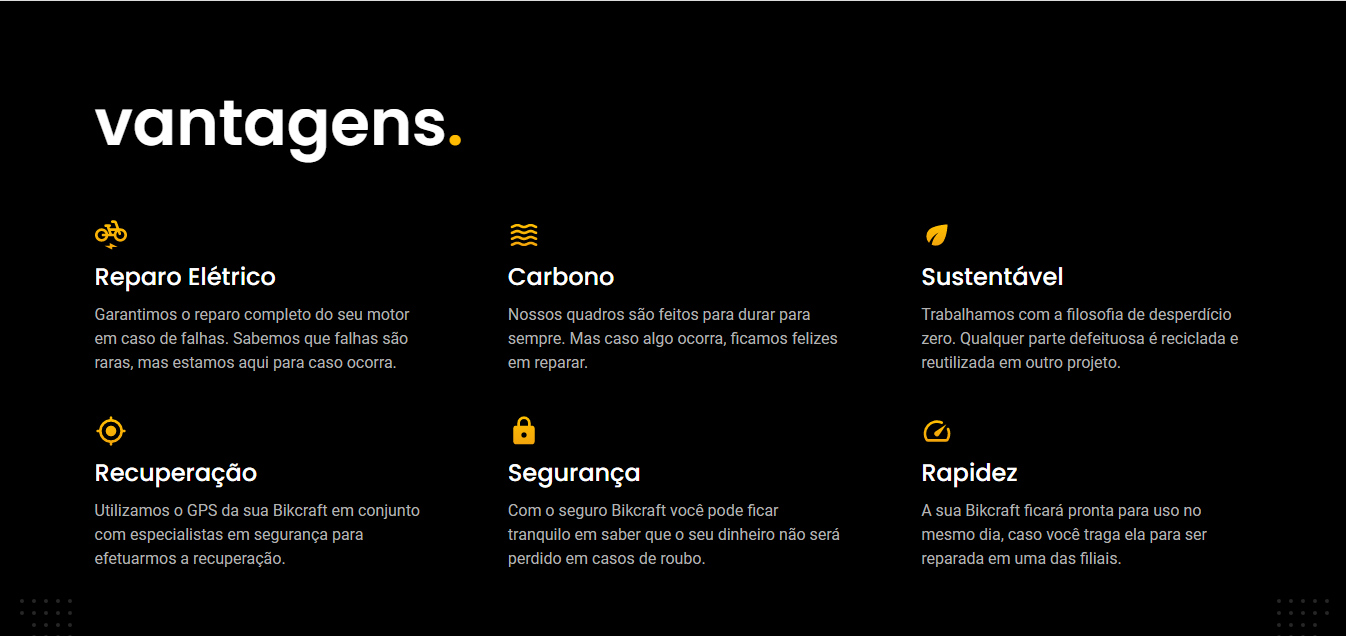 vantagens.
Reparo Elétrico
Garantimos o reparo completo do seu motor
em caso de falhas. Sabemos que falhas são
raras, mas estamos aqui para caso ocorra.
Carbono
Nossos quadros são feitos para durar para
sempre. Mas caso algo ocorra, ficamos felizes
em reparar.
Sustentável
Trabalhamos com a filosofia de desperdício
zero. Qualquer parte defeituosa é reciclada e
reutilizada em outro projeto.
Recuperação
Utilizamos o GPS da sua Bikcraft em conjunto
com especialistas em segurança para
efetuarmos a recuperação.
Segurança
Com o seguro Bikcraft você pode ficar
tranquilo em saber que o seu dinheiro não será
perdido em casos de roubo.
Rapidez
A sua Bikcraft ficará pronta para uso no
mesmo dia, caso você traga ela para ser
reparada em uma das filiais.